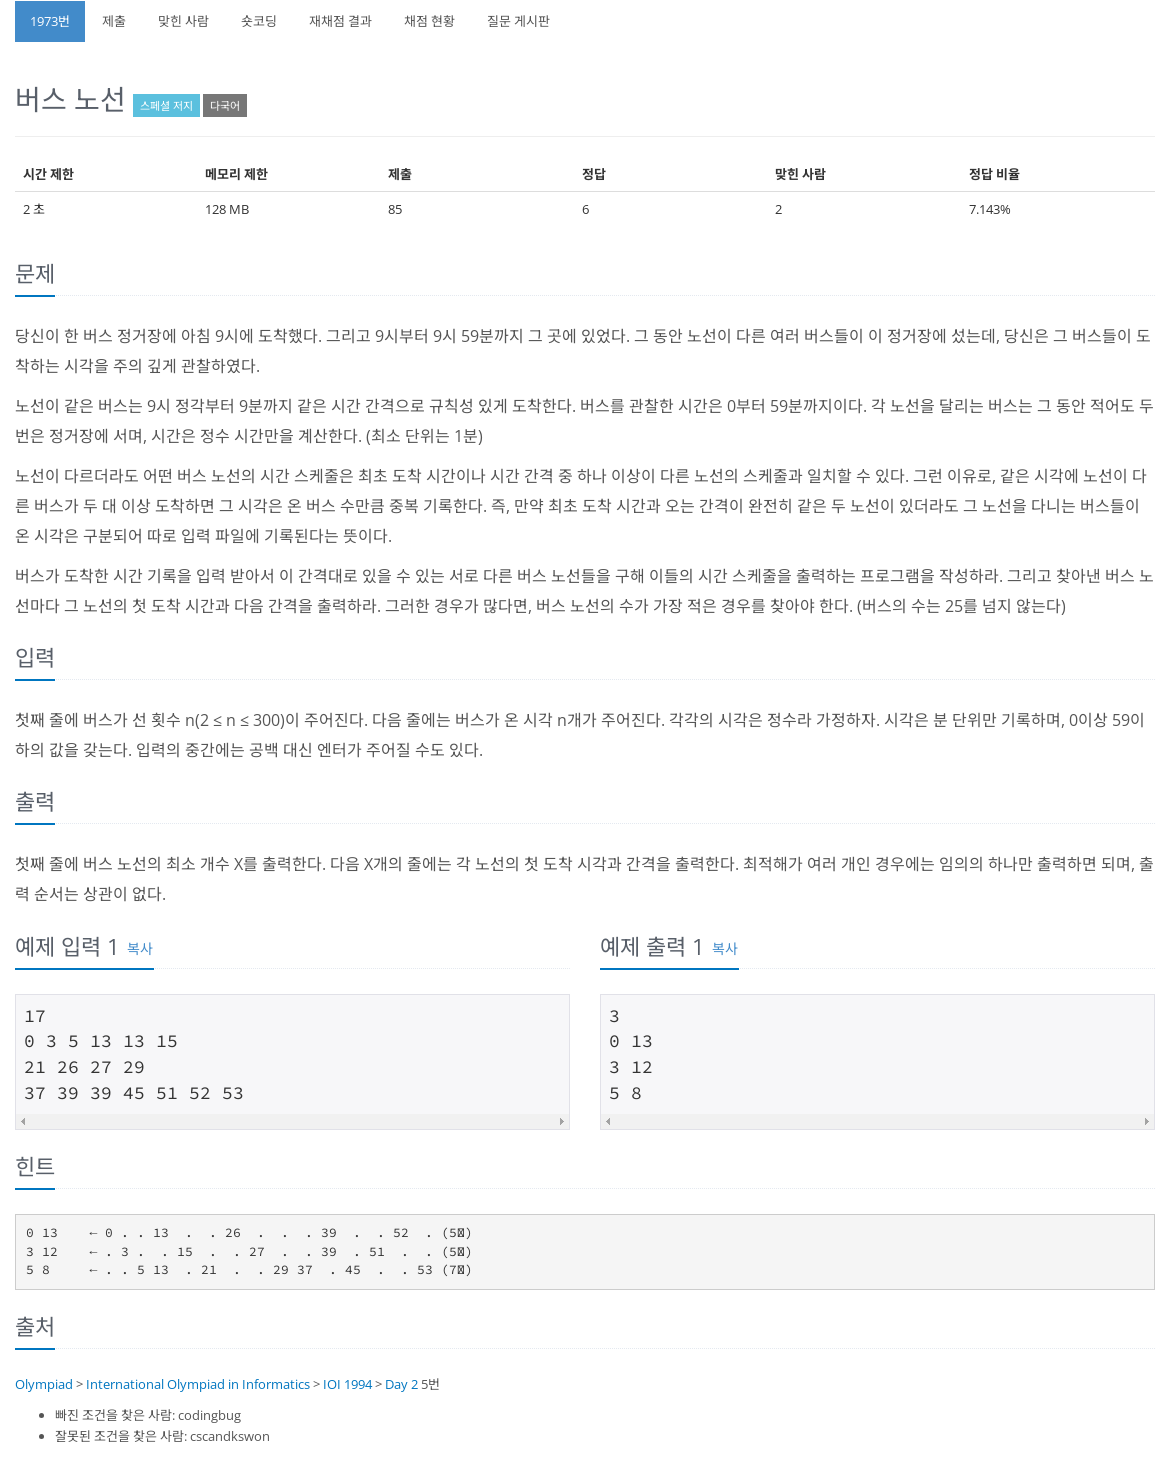 1973번 제출 맞힌 사람 숏코딩 재채점 결과 채점 현황 질문 게시판
버스 노선 스페셜 저지 다국어
시간 제한 메모리 제한 제출 정답 맞힌 사람 정답 비율
2 초 128 MB 85 6 2 7.143%
문제
당신이 한 버스 정거장에 아침 9시에 도착했다. 그리고 9시부터 9시 59분까지 그 곳에 있었다. 그 동안 노선이 다른 여러 버스들이 이 정거장에 섰는데, 당신은 그 버스들이 도
착하는 시각을 주의 깊게 관찰하였다.
노선이 같은 버스는 9시 정각부터 9분까지 같은 시간 간격으로 규칙성 있게 도착한다. 버스를 관찰한 시간은 0부터 59분까지이다. 각 노선을 달리는 버스는 그 동안 적어도 두
번은 정거장에 서며, 시간은 정수 시간만을 계산한다. (최소 단위는 1분)
노선이 다르더라도 어떤 버스 노선의 시간 스케줄은 최초 도착 시간이나 시간 간격 중 하나 이상이 다른 노선의 스케줄과 일치할 수 있다. 그런 이유로, 같은 시각에 노선이 다
른 버스가 두 대 이상 도착하면 그 시각은 온 버스 수만큼 중복 기록한다. 즉, 만약 최초 도착 시간과 오는 간격이 완전히 같은 두 노선이 있더라도 그 노선을 다니는 버스들이
온 시각은 구분되어 따로 입력 파일에 기록된다는 뜻이다.
버스가 도착한 시간 기록을 입력 받아서 이 간격대로 있을 수 있는 서로 다른 버스 노선들을 구해 이들의 시간 스케줄을 출력하는 프로그램을 작성하라. 그리고 찾아낸 버스 노
선마다 그 노선의 첫 도착 시간과 다음 간격을 출력하라. 그러한 경우가 많다면, 버스 노선의 수가 가장 적은 경우를 찾아야 한다. (버스의 수는 25를 넘지 않는다)
입력
첫째 줄에 버스가 선 횟수 n(2 ≤ n ≤ 300)이 주어진다. 다음 줄에는 버스가 온 시각 n개가 주어진다. 각각의 시각은 정수라 가정하자. 시각은 분 단위만 기록하며, 0이상 59이
하의 값을 갖는다. 입력의 중간에는 공백 대신 엔터가 주어질 수도 있다.
출력
첫째 줄에 버스 노선의 최소 개수 X를 출력한다. 다음 X개의 줄에는 각 노선의 첫 도착 시각과 간격을 출력한다. 최적해가 여러 개인 경우에는 임의의 하나만 출력하면 되며, 출
력 순서는 상관이 없다.
예제 입력 1 복사
17
0 3 5 13 13 15
21 26 27 29
37 39 39 45 51 52 53
예제 출력 1 복사
3
0 13
3 12
5 8
힌트
0 13 ← 0 . . 13 . . 26 . . . 39 . . 52 . (5)
3 12 ← . 3 . . 15 . . 27 . . 39 . 51 . . (5)
5 8 ← . . 5 13 . 21 . . 29 37 . 45 . . 53 (7)
출처
Olympiad > International Olympiad in Informatics > IOI 1994 > Day 2 5번
빠진 조건을 찾은 사람: codingbug
잘못된 조건을 찾은 사람: cscandkswon